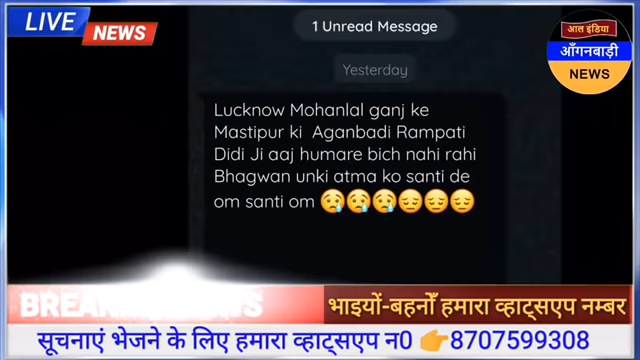 LIVE
NEWS
1 Unread Message
आल इंडिया
आँगनबाड़ी
NEWS
Yesterday
Lucknow Mohanlal ganj ke
Mastipur ki Aganbadi Rampati
Didi Ji aaj humare bich nahi rahi
Bhagwan unki atma ko santi de
om santi om 😢😢😢😔😔😔
BREAKING NEWS
भाइयों-बहनोँ हमारा व्हाट्सएप नम्बर
सूचनाएं भेजने के लिए हमारा व्हाट्सएप न0 👉8707599308